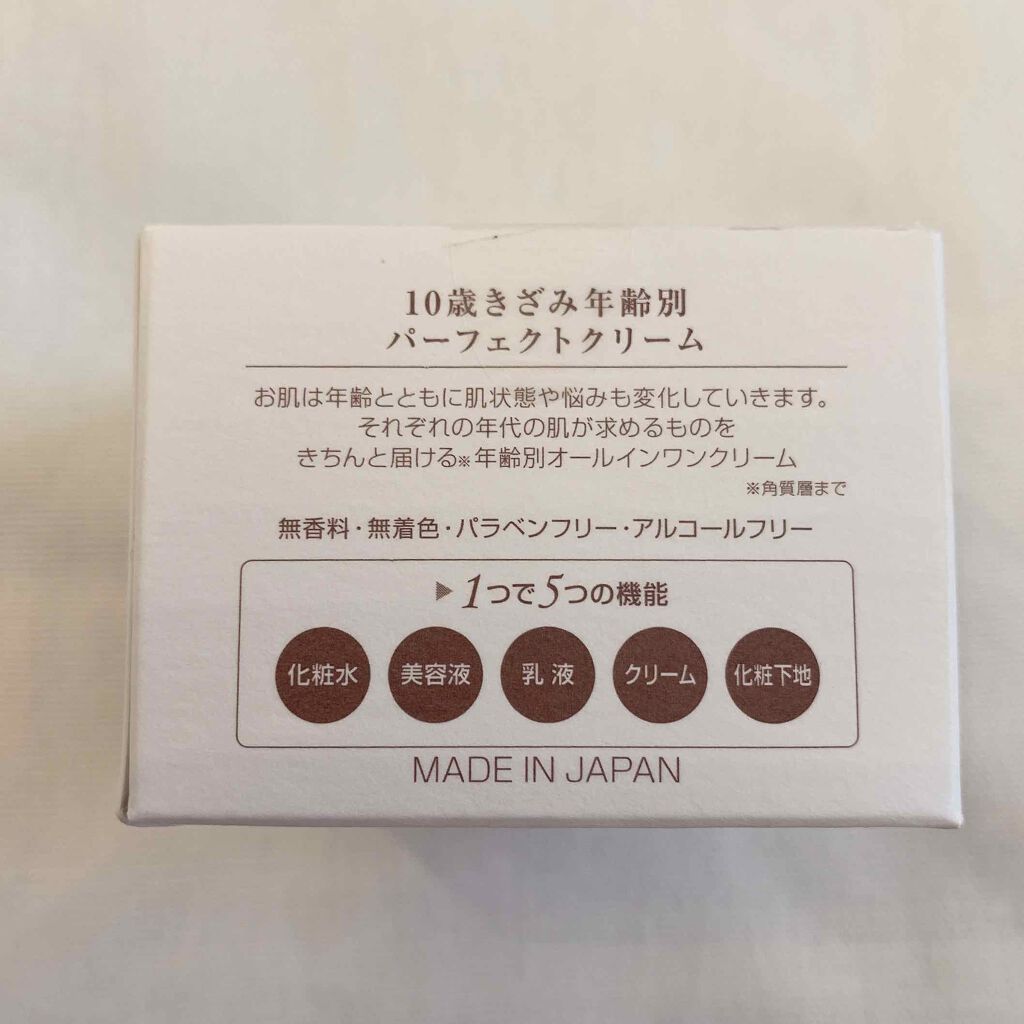 10歳きざみ年齢別
パーフェクトクリーム
お肌は年齢とともに肌状態や悩みも変化していきます。
それぞれの年代の肌が求めるものを
きちんと届ける※年齢別オールインワンクリーム
※角質層まで
無香料・無着色・パラベンフリー・アルコールフリー
▶1つで5つの機能
化粧水 美容液 乳液 クリーム 化粧下地
MADE IN JAPAN